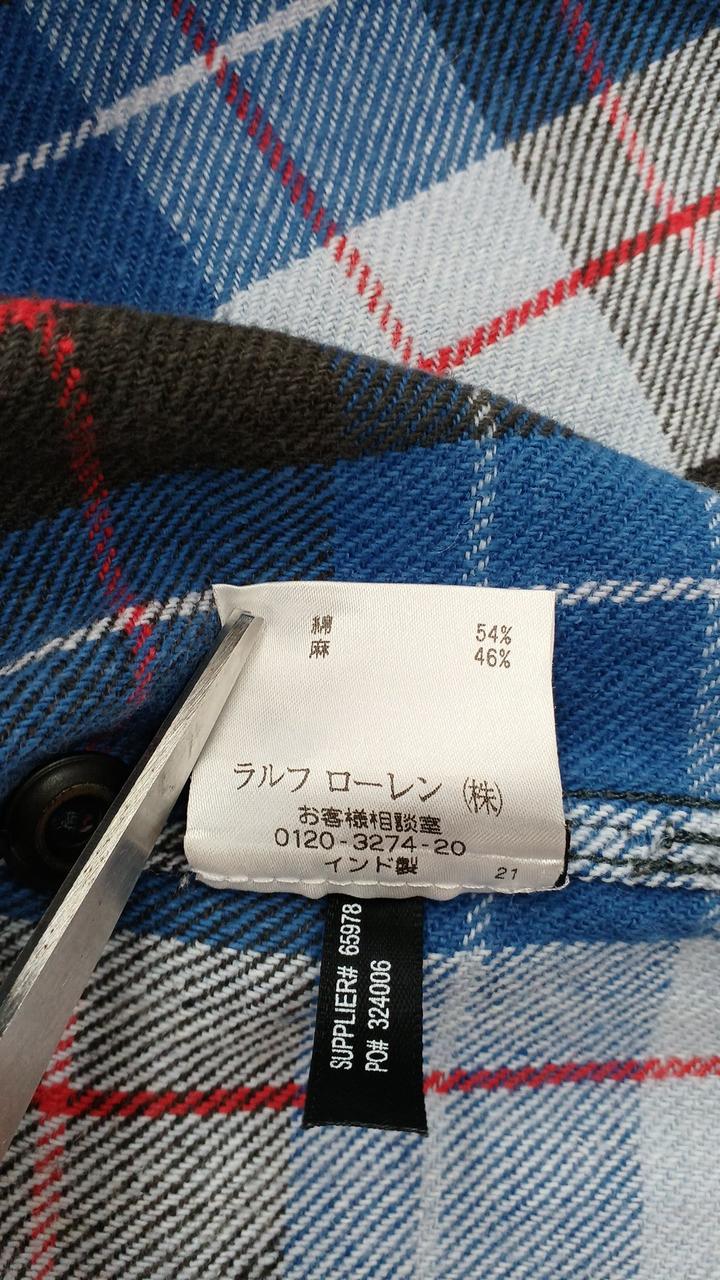 綿 54%
麻 46%
ラルフ ローレン (株)
お客様相談室
0120-3274-20
インド製 21
SUPPLIER# 65978
PO# 324006